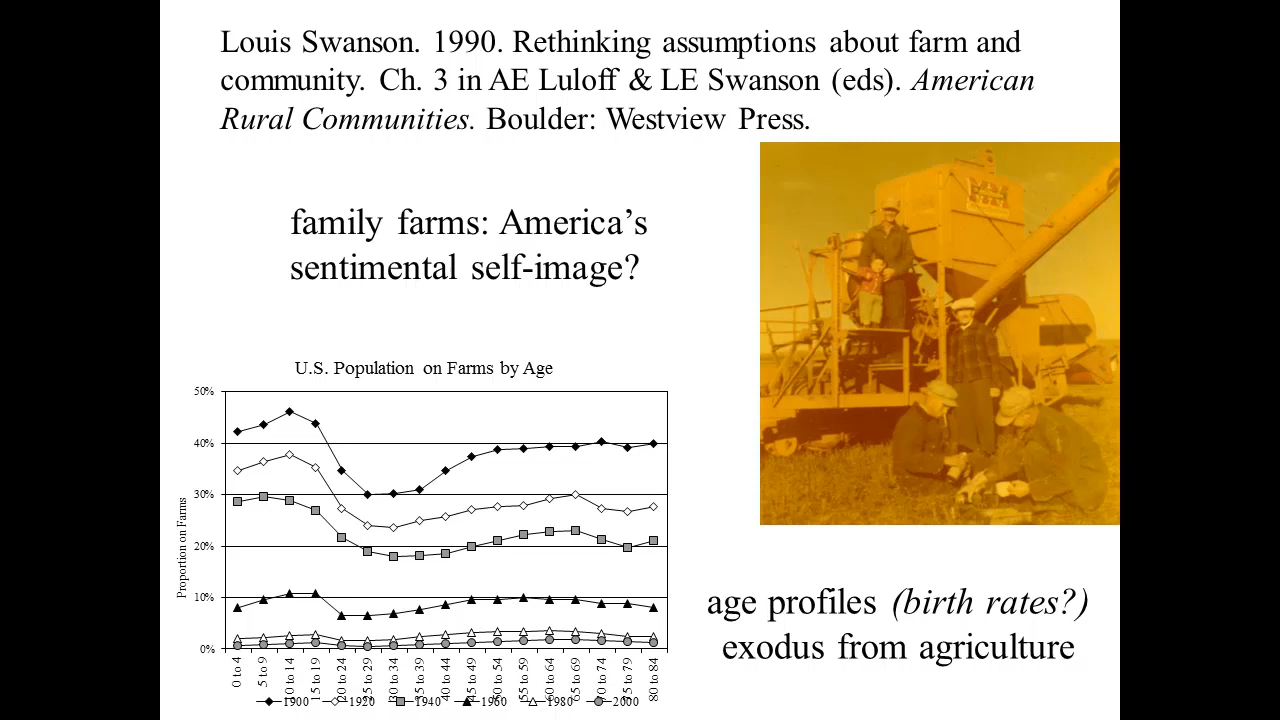 Louis Swanson. 1990. Rethinking assumptions about farm and
community. Ch. 3 in AE Luloff & LE Swanson (eds). American
Rural Communities. Boulder: Westview Press.
family farms: America’s
sentimental self-image?
U.S. Population on Farms by Age
50%
40%
30%
20%
10%
0%
Proportion on Farms
0 to 4
5 to 9
10 to 14
15 to 19
20 to 24
25 to 29
30 to 34
35 to 39
40 to 44
45 to 49
50 to 54
55 to 59
60 to 64
65 to 69
70 to 74
75 to 79
80 to 84
1900 1920 1940 1960 1980 2000
age profiles (birth rates?)
exodus from agriculture